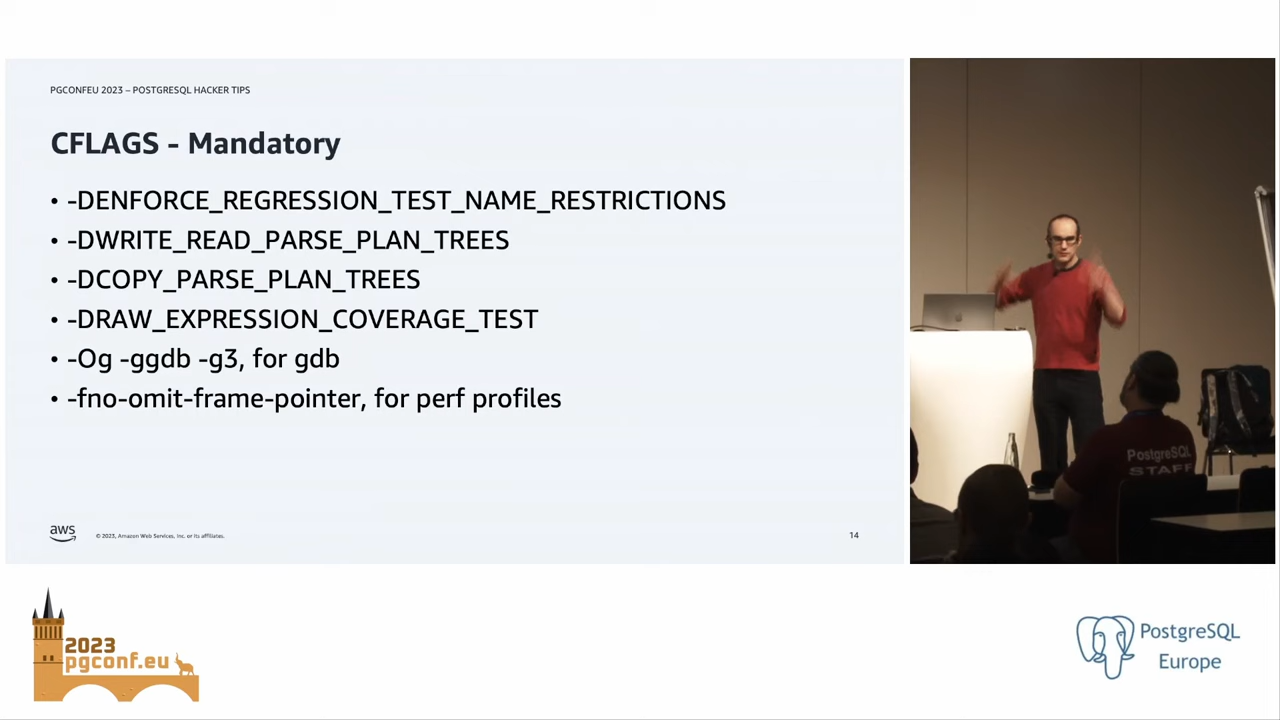 PGCONFEU 2023 – POSTGRESQL HACKER TIPS
CFLAGS - Mandatory
• -DENFORCE_REGRESSION_TEST_NAME_RESTRICTIONS
• -DWRITE_READ_PARSE_PLAN_TREES
• -DCOPY_PARSE_PLAN_TREES
• -DRAW_EXPRESSION_COVERAGE_TEST
• -Og -ggdb -g3, for gdb
• -fno-omit-frame-pointer, for perf profiles
aws
© 2023, Amazon Web Services, Inc. or its affiliates.
14
PostgreSQL
STAFF
2023
pgconf.eu
PostgreSQL
Europe